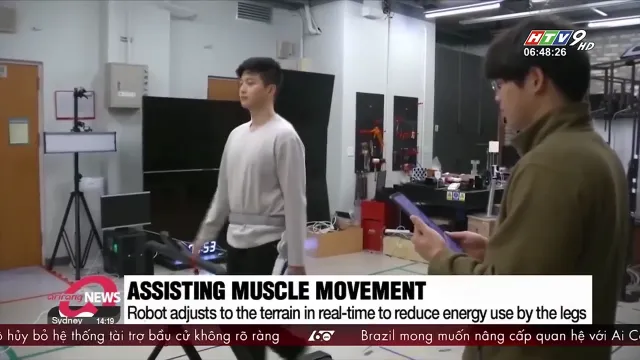 HTV9 HD
06:48:26
53
arirang NEWS
ASSISTING MUSCLE MOVEMENT
Robot adjusts to the terrain in real-time to reduce energy use by the legs
Sydney 14:19
hủy bỏ hệ thống tài trợ bầu cử không rõ ràng
Brazil mong muốn nâng cấp quan hệ với Ai C